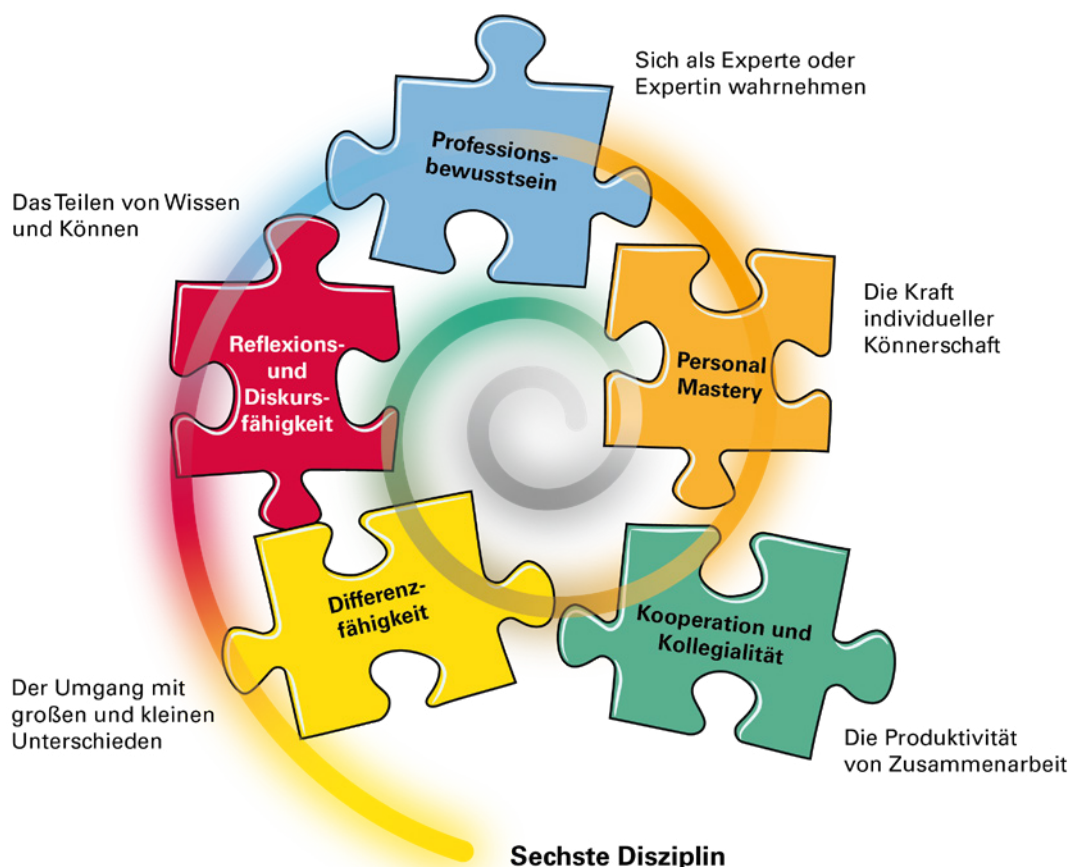 Sich als Experte oder
Expertin wahrnehmen
Professions-
bewusstsein
Das Teilen von Wissen
und Können
Reflexions-
und
Diskurs-
fähigkeit
Personal
Mastery
Die Kraft
individueller
Könnerschaft
Differenz-
fähigkeit
Kooperation und
Kollegialität
Der Umgang mit
großen und kleinen
Unterschieden
Die Produktivität
von Zusammenarbeit
Sechste Disziplin